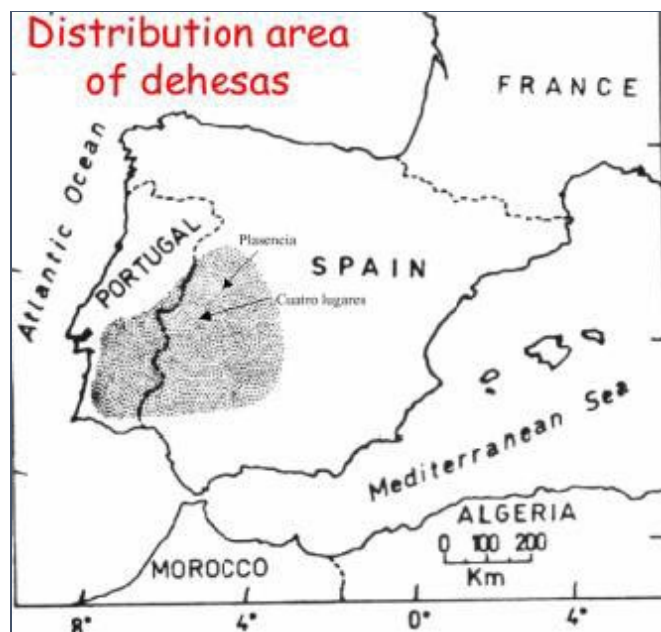 Distribution area
of dehesas
FRANCE
Atlantic Ocean
PORTUGAL
Plasencia
SPAIN
Cuatro lugares
Mediterranean Sea
ALGERIA
0 100 200
Km
MOROCCO
8° 4° 0° 4°